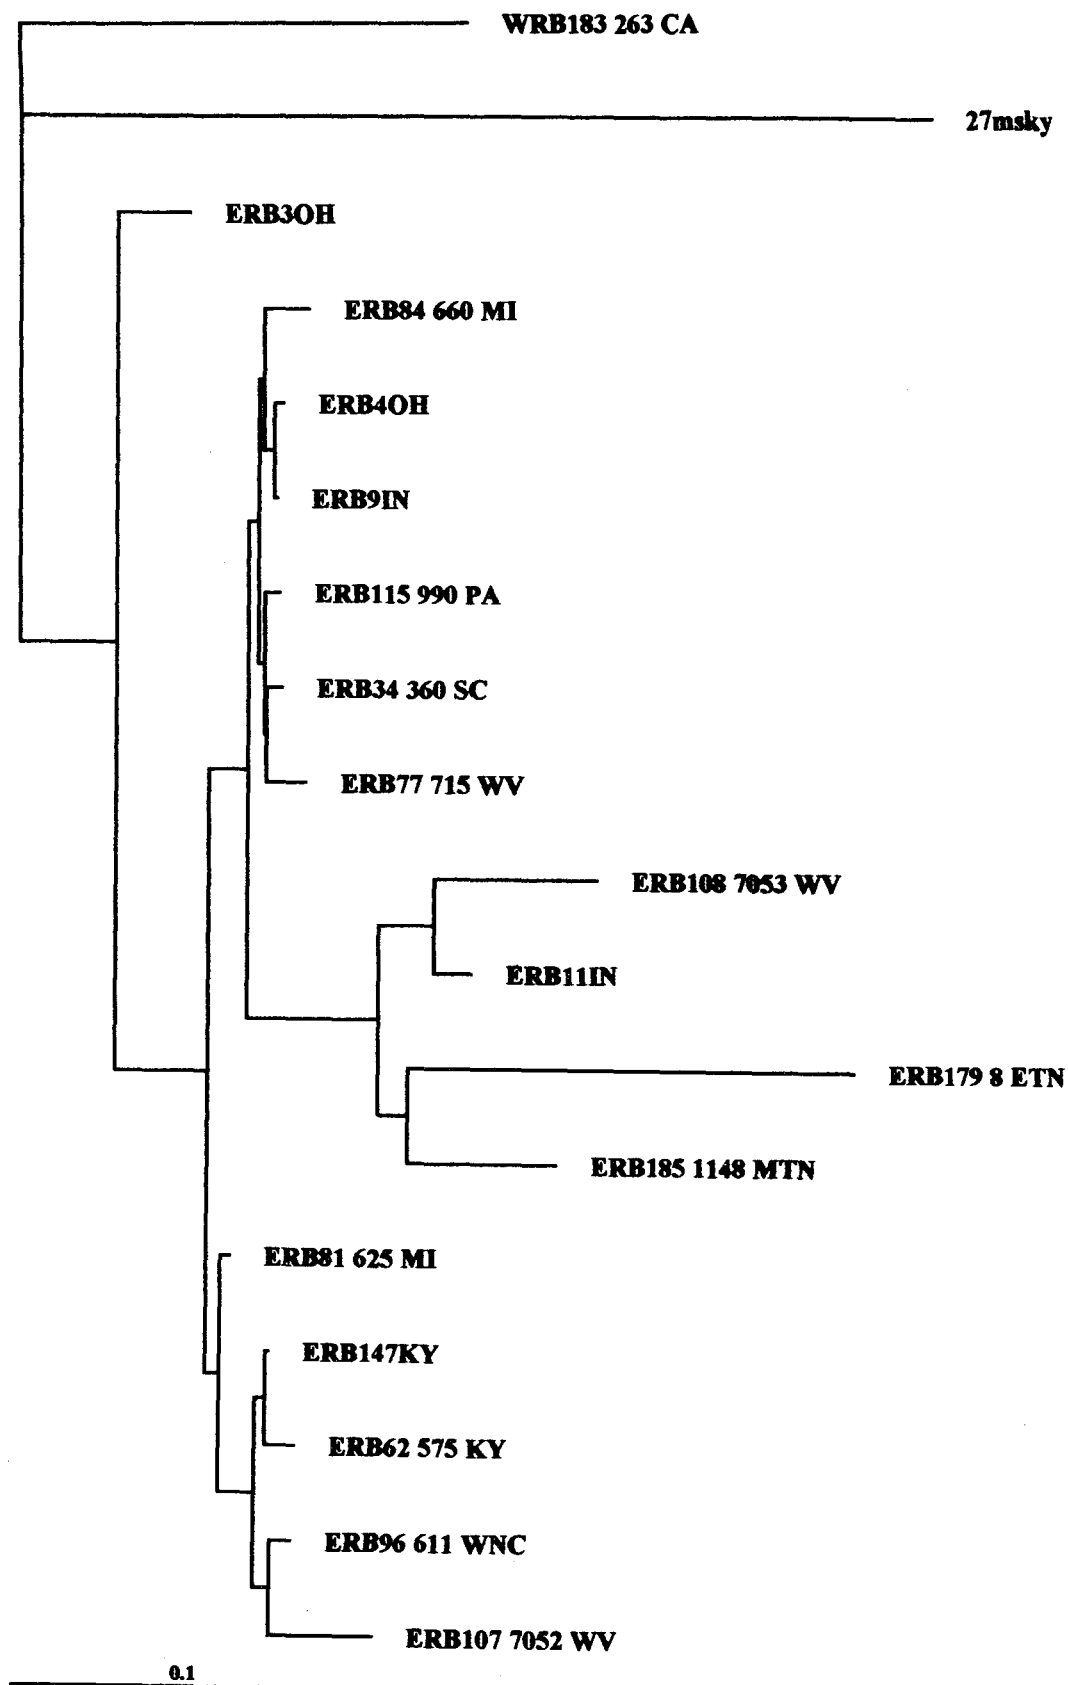 WRB183 263 CA
27msky
ERB3OH
ERB84 660 MI
ERB4OH
ERB9IN
ERB115 990 PA
ERB34 360 SC
ERB77 715 WV
ERB108 7053 WV
ERB11IN
ERB179 8 ETN
ERB185 1148 MTN
ERB81 625 MI
ERB147KY
ERB62 575 KY
ERB96 611 WNC
ERB107 7052 WV
0.1